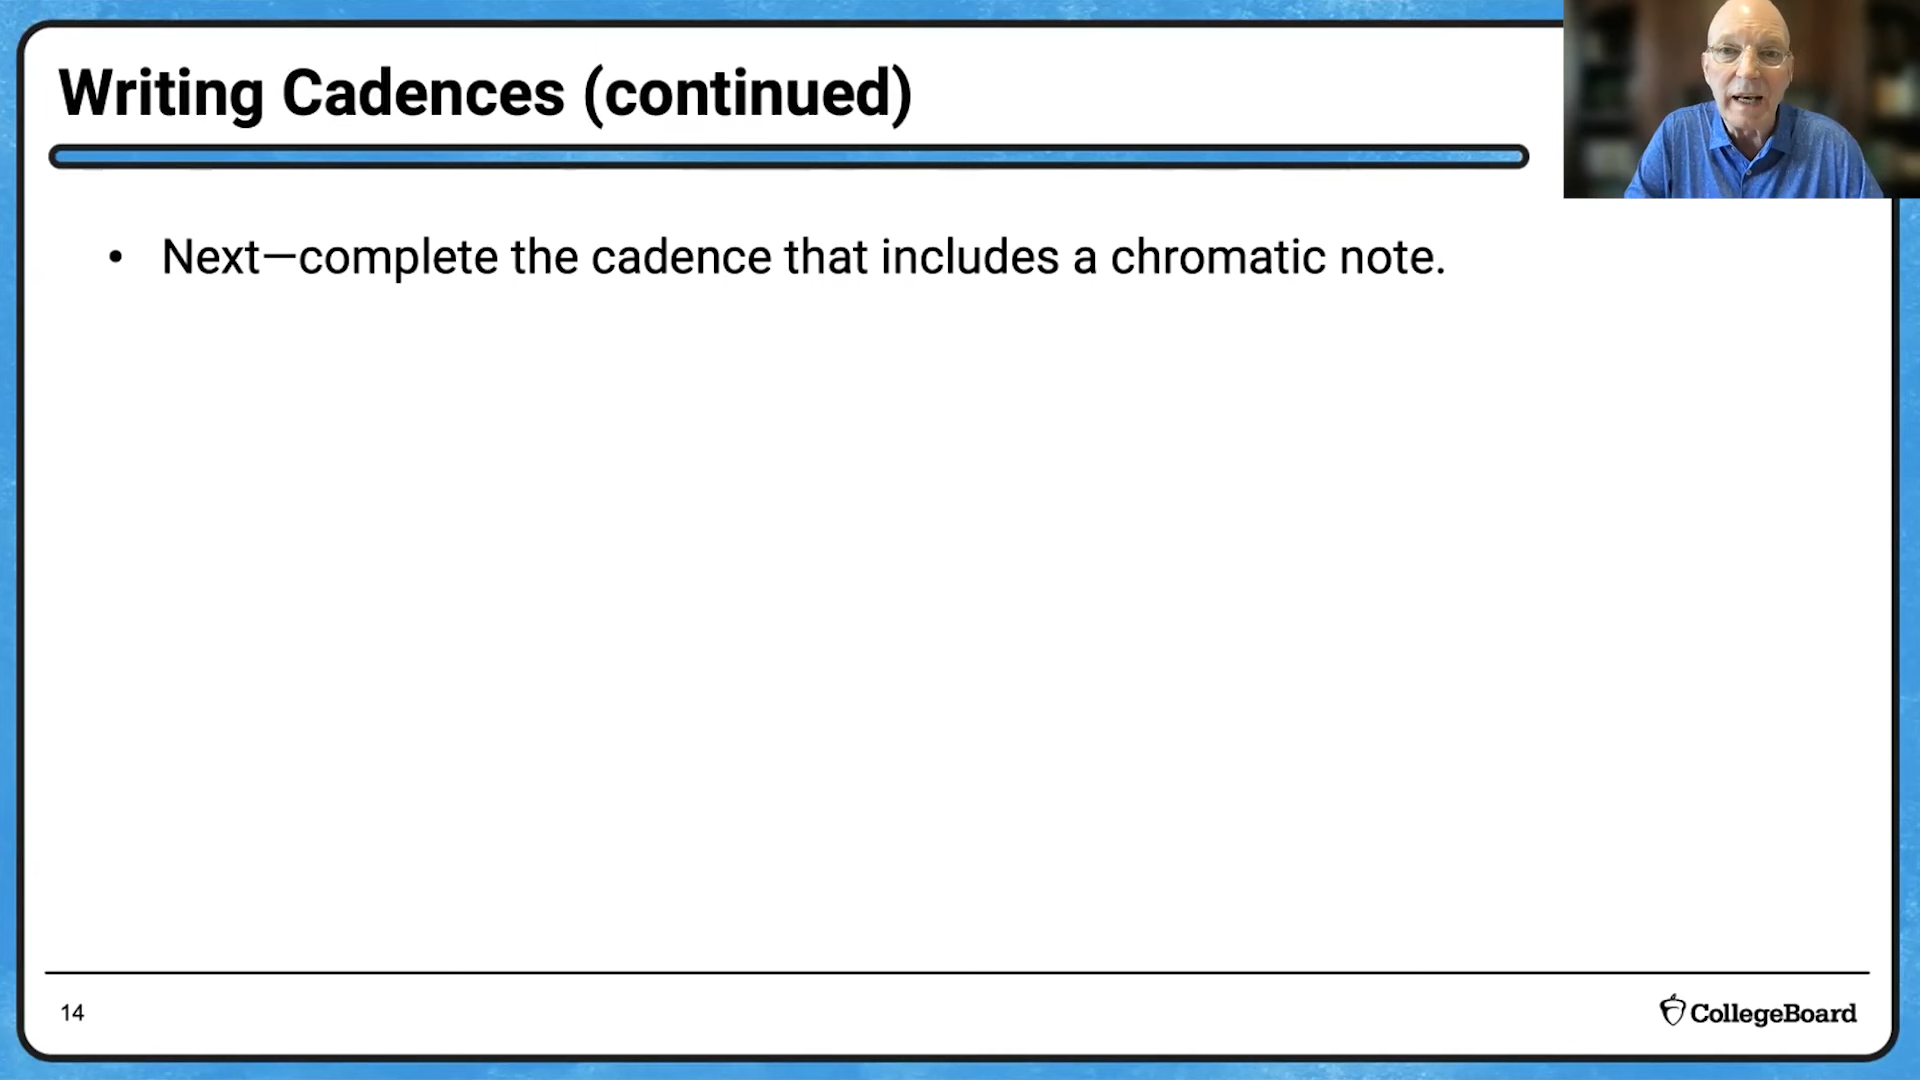 Writing Cadences (continued)
• Next—complete the cadence that includes a chromatic note.
14
CollegeBoard